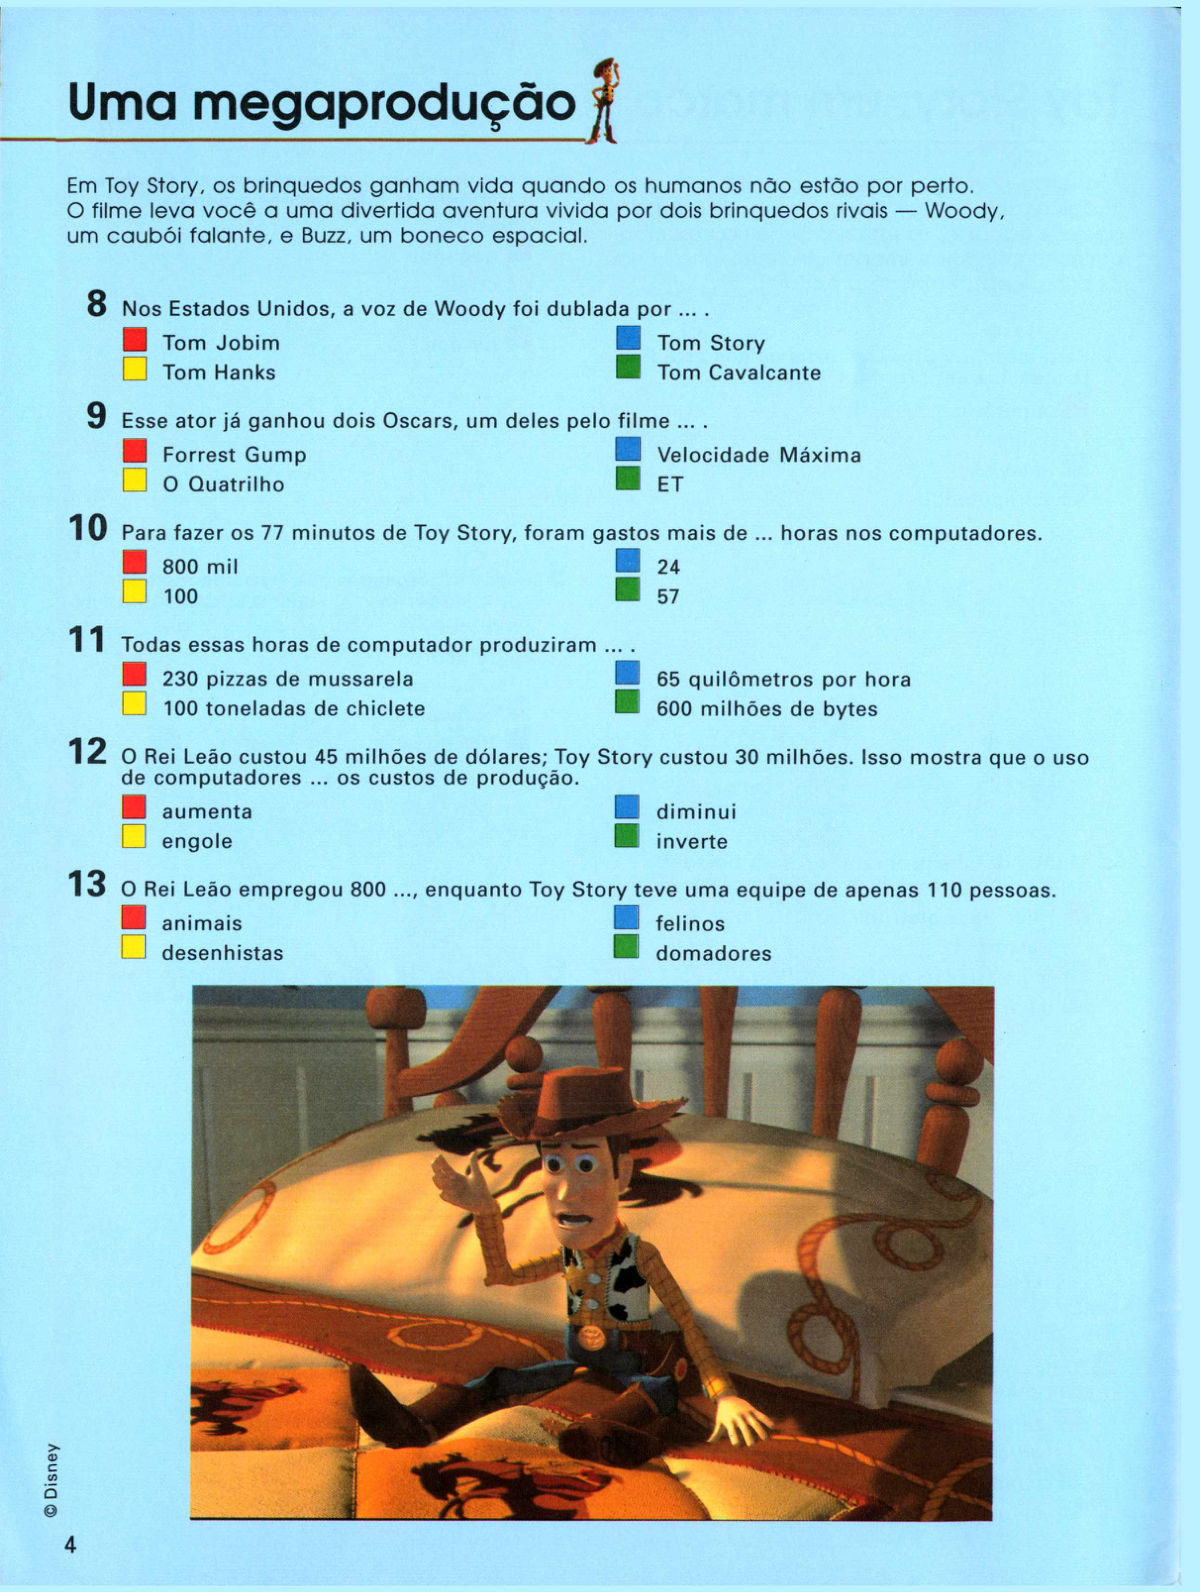 Uma megaprodução
Em Toy Story, os brinquedos ganham vida quando os humanos não estão por perto.
O filme leva você a uma divertida aventura vivida por dois brinquedos rivais — Woody,
um caubói falante, e Buzz, um boneco espacial.
8 Nos Estados Unidos, a voz de Woody foi dublada por ... .
Tom Jobim
Tom Story
Tom Hanks
Tom Cavalcante
9 Esse ator já ganhou dois Oscars, um deles pelo filme ... .
Forrest Gump
Velocidade Máxima
O Quatrilho
ET
10 Para fazer os 77 minutos de Toy Story, foram gastos mais de ... horas nos computadores.
800 mil
24
100
57
11 Todas essas horas de computador produziram ... .
230 pizzas de mussarela
65 quilômetros por hora
100 toneladas de chiclete
600 milhões de bytes
12 O Rei Leão custou 45 milhões de dólares; Toy Story custou 30 milhões. Isso mostra que o uso
de computadores ... os custos de produção.
aumenta
diminui
engole
inverte
13 O Rei Leão empregou 800 ..., enquanto Toy Story teve uma equipe de apenas 110 pessoas.
animais
felinos
desenhistas
domadores
© Disney
4